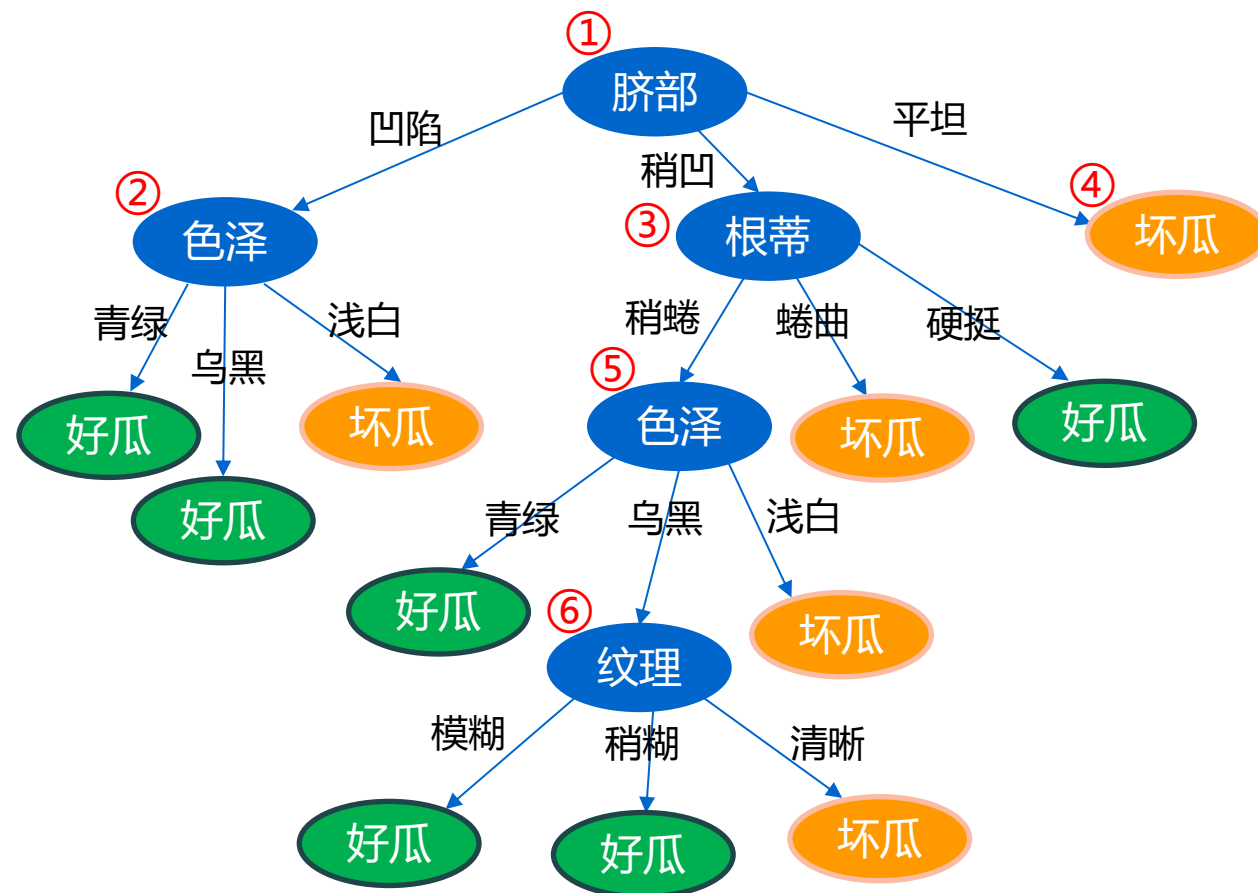 ①
脐部
凹陷
稍凹
平坦
②
色泽
③
根蒂
④
坏瓜
青绿
乌黑
浅白
稍蜷
蜷曲
硬挺
好瓜
好瓜
坏瓜
⑤
色泽
坏瓜
好瓜
青绿
乌黑
浅白
好瓜
⑥
纹理
坏瓜
模糊
稍糊
清晰
好瓜
好瓜
坏瓜